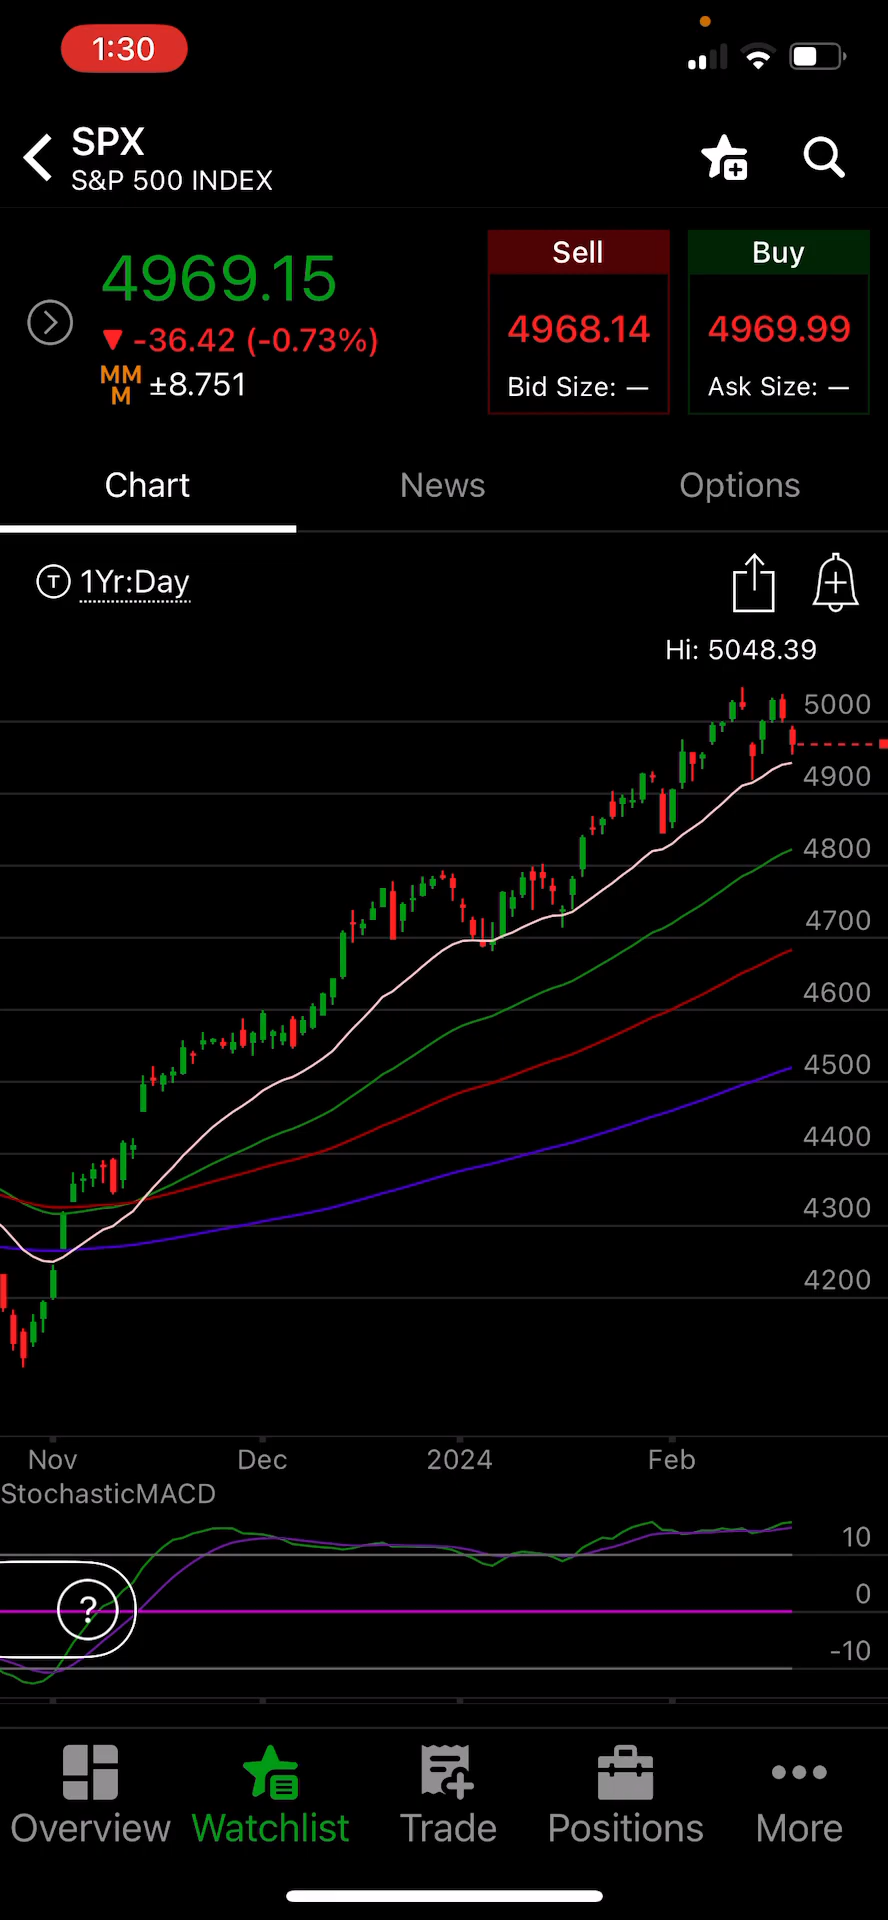 1:30
SPX
S&P 500 INDEX
4969.15
-36.42 (-0.73%)
MM
M
±8.751
Sell
4968.14
Bid Size: —
Buy
4969.99
Ask Size: —
Chart
News
Options
T
1Yr:Day
Hi: 5048.39
5000
4900
4800
4700
4600
4500
4400
4300
4200
Nov
Dec
2024
Feb
StochasticMACD
10
0
-10
?
Overview
Watchlist
Trade
Positions
More